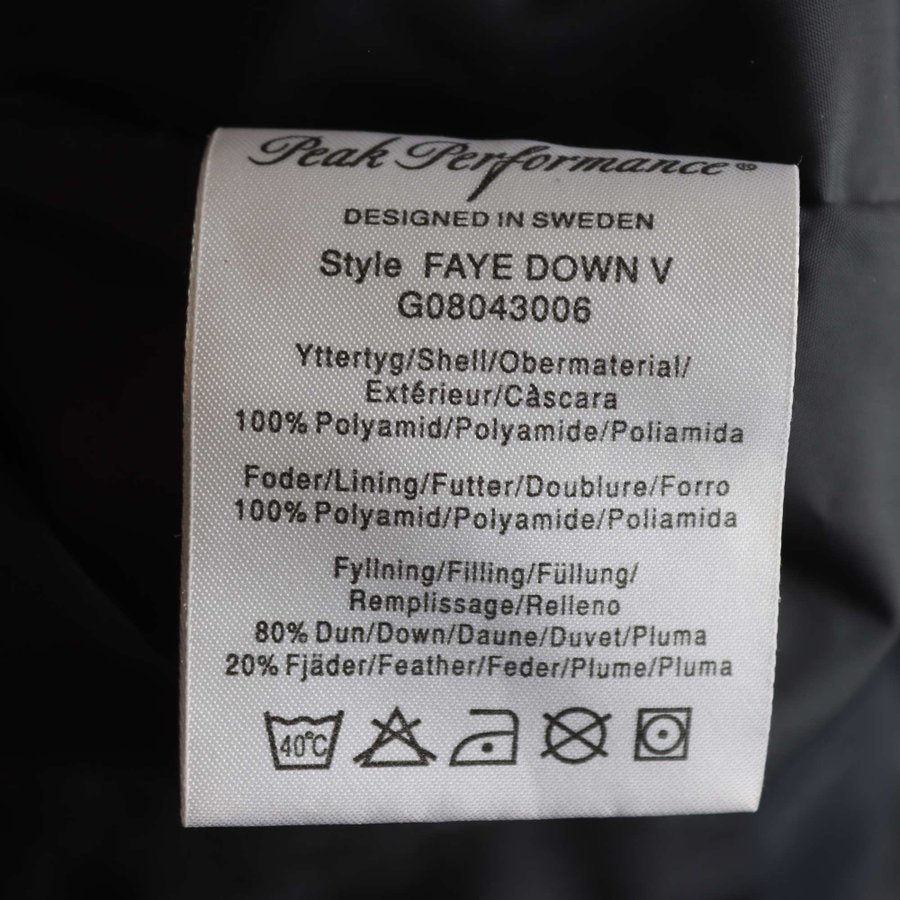 Peak Performance®
DESIGNED IN SWEDEN
Style FAYE DOWN V
G08043006
Yttertyg/Shell/Obermaterial/
Extérieur/Càscara
100% Polyamid/Polyamide/Poliamida
Foder/Lining/Futter/Doublure/Forro
100% Polyamid/Polyamide/Poliamida
Fyllning/Filling/Füllung/
Remplissage/Relleno
80% Dun/Down/Daune/Duvet/Pluma
20% Fjäder/Feather/Feder/Plume/Pluma
40°C